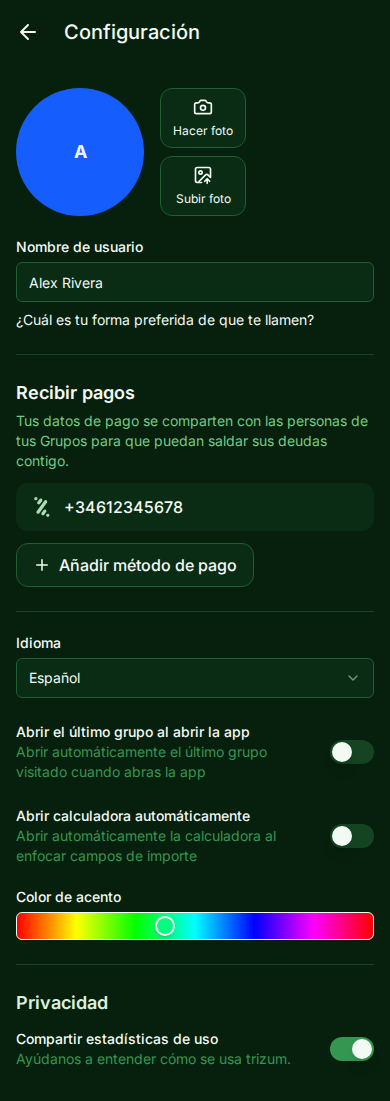 Configuración
A
Hacer foto
Subir foto
Nombre de usuario
Alex Rivera
¿Cuál es tu forma preferida de que te llamen?
Recibir pagos
Tus datos de pago se comparten con las personas de
tus Grupos para que puedan saldar sus deudas
contigo.
+34612345678
Añadir método de pago
Idioma
Español
Abrir el último grupo al abrir la app
Abrir automáticamente el último grupo
visitado cuando abras la app
Abrir calculadora automáticamente
Abrir automáticamente la calculadora al
enfocar campos de importe
Color de acento
Privacidad
Compartir estadísticas de uso
Ayúdanos a entender cómo se usa trizum.